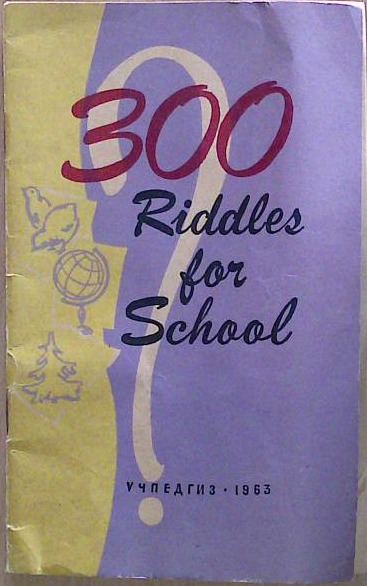 300
Riddles
for
School
УЧПЕДГИЗ · 1963